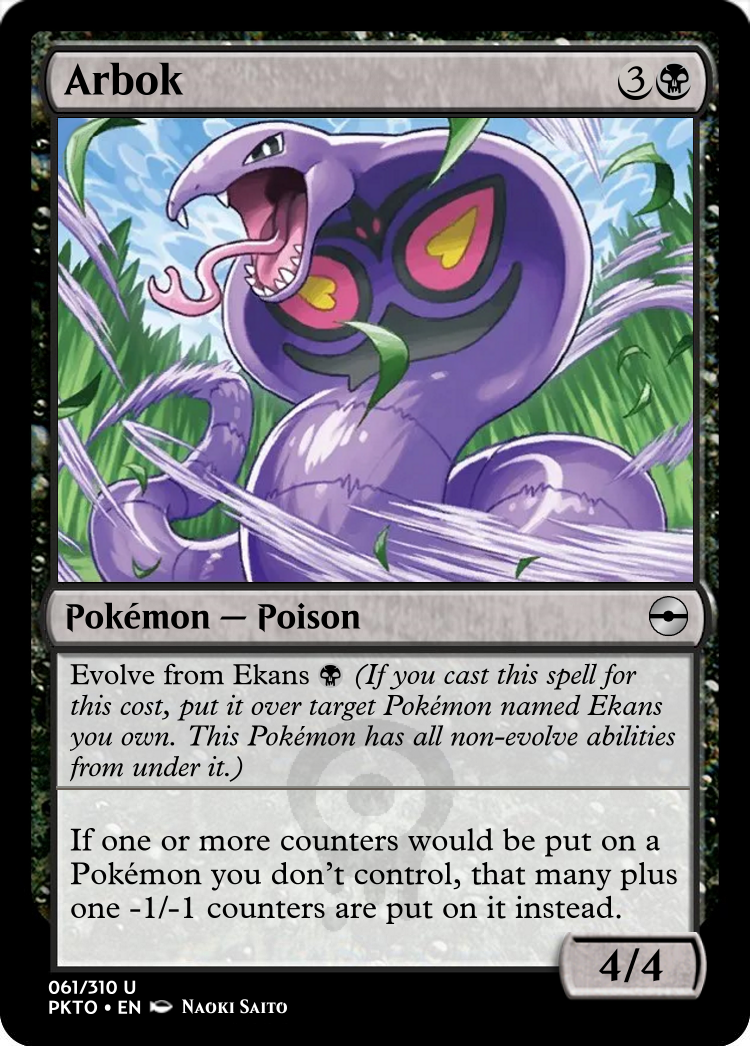 Arbok 3
Pokémon — Poison
Evolve from Ekans (If you cast this spell for
this cost, put it over target Pokémon named Ekans
you own. This Pokémon has all non-evolve abilities
from under it.)
If one or more counters would be put on a
Pokémon you don't control, that many plus
one -1/-1 counters are put on it instead.
4/4
061/310 U
PKTO • EN Naoki Saito